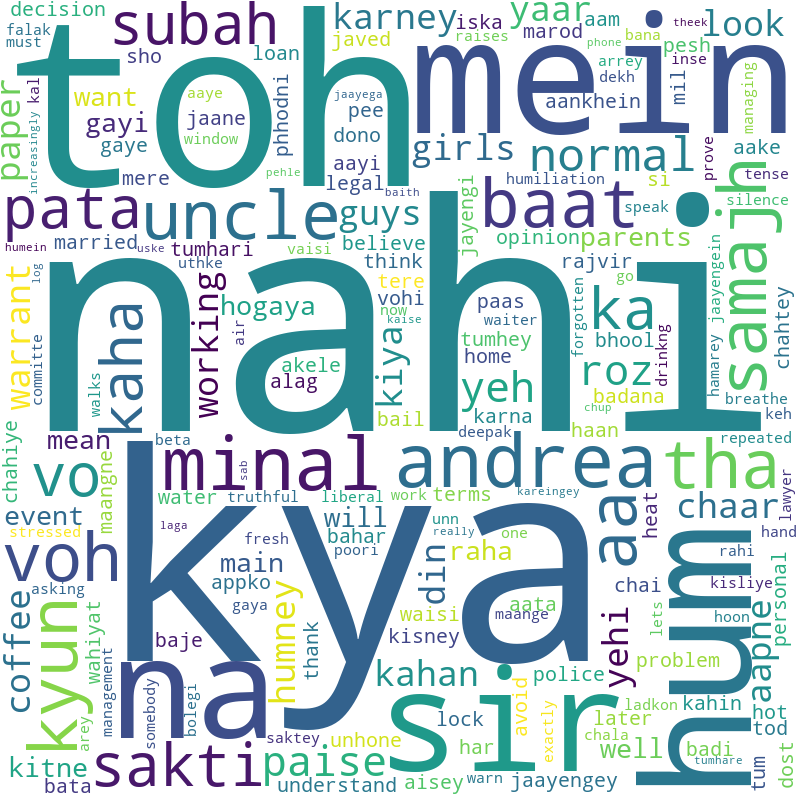 decision
falak
must
subah
sho
karney
iska
javed
loan
yaar
aam
marod
raises
theek
bana
phone
arrey
pesh
inse
look
toh
mein
want
paper
kal
increasingly
gayi
gaye
aaye
jaane
window
phhodni
jaayega
pee
dono
aayi
aankhein
dekh
mil
managing
girls
normal
prove
aake
tense
mere
pehle
legal
baith
humiliation
si
silence
pata
uncle
guys
baat
speak
samajh
humein
married
uske
tumhari
vaisi
believe
jayengi
opinion
parents
log
uthke
think
rajvir
nahi
warrant
committe
walks
kaha
working
air
hogaya
tere
vohi
now
kaise
paas
waiter
forgotten
go
ka
hamarey
jaayengein
chahtey
akele
alag
kiya
yeh
tumhey
home
bhool
drinkng
roz
breathe
badana
keh
bail
karna
chup
mean
beta
deepak
haan
repeated
chahiye
vo
maangne
minal
sab
andrea
tha
kareingey
lawyer
water
truthful
liberal
work
terms
event
stressed
laga
fresh
will
bahar
poori
unn
really
one
aa
heat
chaar
hand
voh
kya
asking
main
appko
gaya
din
raha
hum
rahi
kisliye
chai
hoon
coffee
kyun
wahiyat
baje
humney
thank
waisi
kisney
aata
maange
yehi
lets
aaphe
personal
management
somebody
bolegi
na
kahan
police
problem
sir
avoid
ladkon
kahin
hot
tod
arey
lock
later
exactly
chala
sakti
saktey
paise
unhone
har
well
badi
tumhare
dost
kitne
bata
understand
aisey
warn
jaayengey
tum